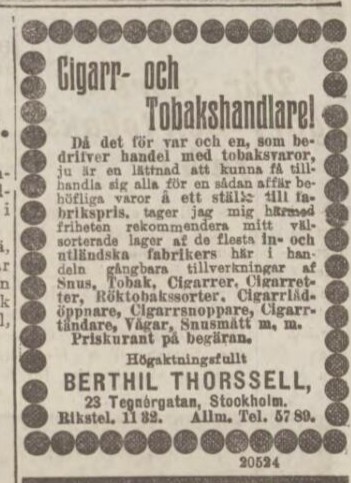 Cigarr- och
Tobakshandlare!
Då det för var och en, som be-
drifver handel med tobaksvaror,
ju är en lättnad att kunna få till-
handla sig alla för en sådan affär be-
höfliga varor å ett ställe till fa-
brikspris, tager jag mig härmed
friheten rekommendera mitt väl-
sorterade lager af de flesta in- och
utländska fabrikers här i han-
deln gångbara tillverkningar af
Snus, Tobak, Cigarrer, Cigarret-
ter, Röktobakssorter, Cigarrlåd-
öppnare, Cigarrsnoppare, Cigarr-
tändare, Vågar, Snusmått m. m.
Priskurant på begäran.
Högaktningsfullt
BERTHIL THORSSELL,
23 Tegnérgatan, Stockholm.
Rikstel. 11 32. Allm. Tel. 57 89.
20524